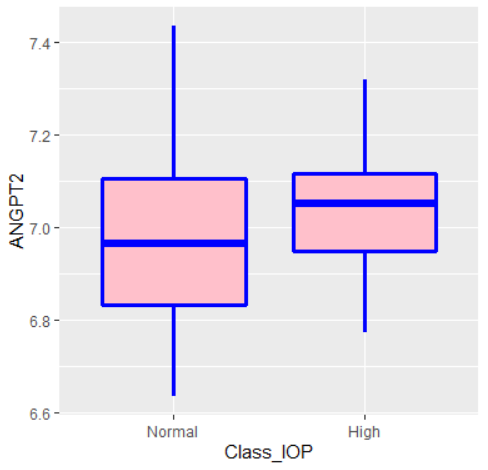 7.4
7.2
7.0
6.8
6.6
ANGPT2
Normal
High
Class_IOP